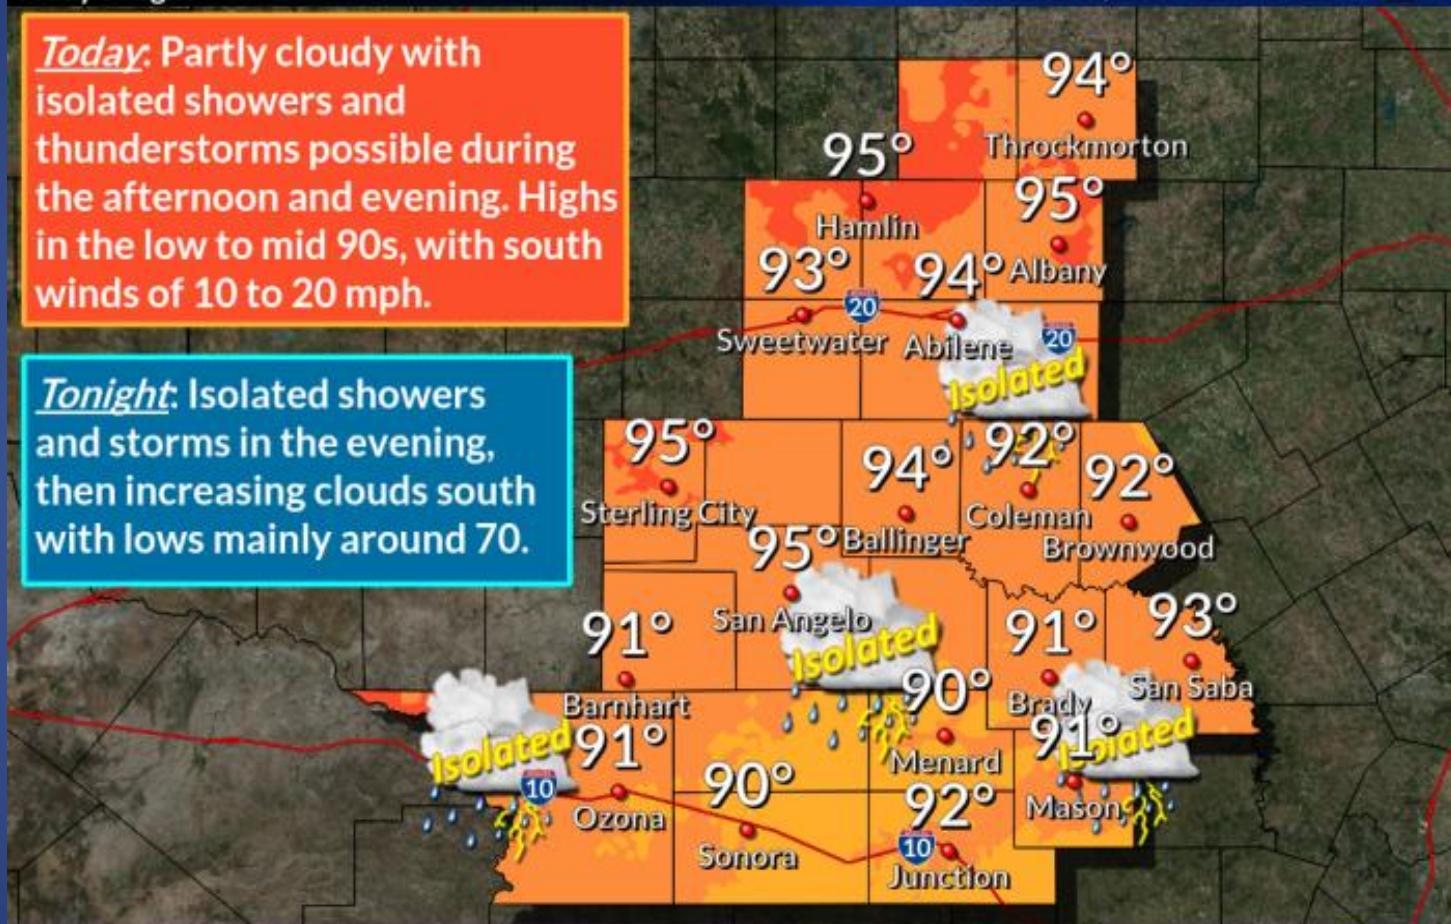 Today: Partly cloudy with
isolated showers and
thunderstorms possible during
the afternoon and evening. Highs
in the low to mid 90s, with south
winds of 10 to 20 mph.
Tonight: Isolated showers
and storms in the evening,
then increasing clouds south
with lows mainly around 70.
94°
Throckmorton
95°
Hamlin
95°
Albany
93°
Sweetwater
20
94°
Abilene
20
Isolated
95°
Sterling City
94°
Ballinger
92°
Coleman
92°
Brownwood
95°
San Angelo
Isolated
91°
Barnhart
91°
Brady
93°
San Saba
90°
Menard
Isolated
10
91°
Ozona
90°
Sonora
10
92°
Junction
91°
Isolated
Mason